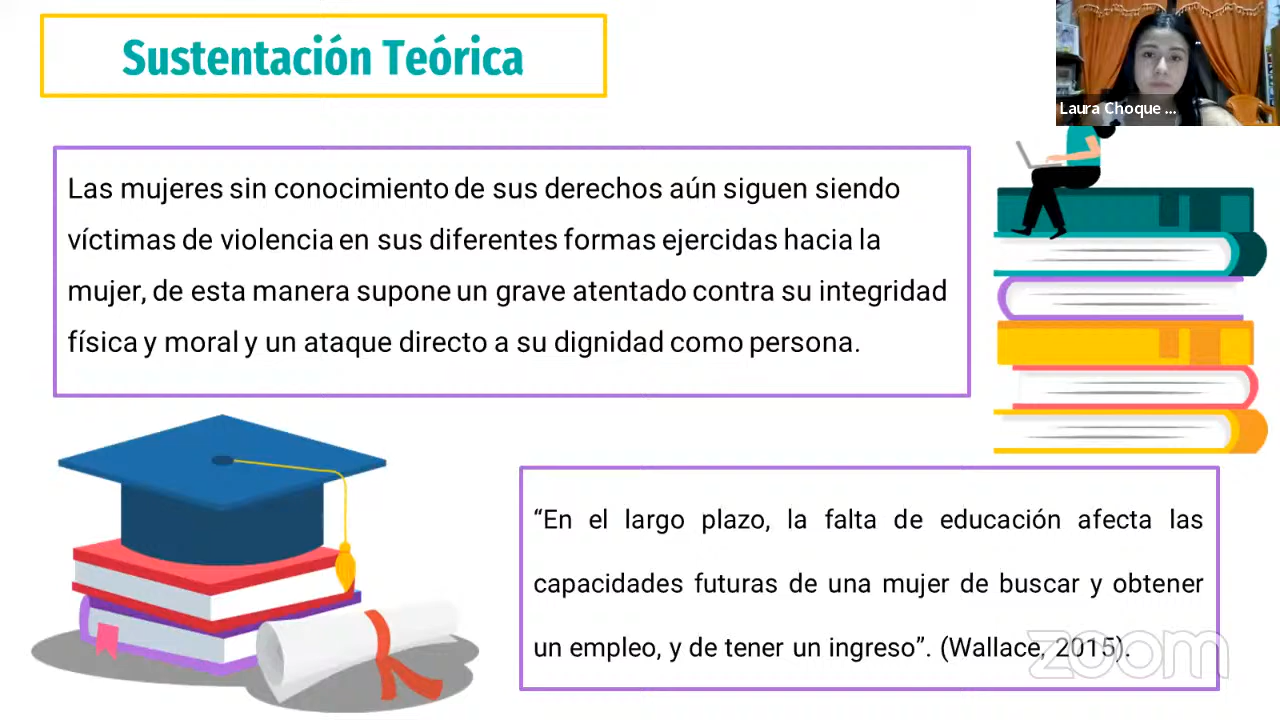 Sustentación Teórica
Laura Choque ...
Las mujeres sin conocimiento de sus derechos aún siguen siendo
víctimas de violencia en sus diferentes formas ejercidas hacia la
mujer, de esta manera supone un grave atentado contra su integridad
física y moral y un ataque directo a su dignidad como persona.
“En el largo plazo, la falta de educación afecta las
capacidades futuras de una mujer de buscar y obtener
un empleo, y de tener un ingreso”. (Wallace, 2015).
zoom